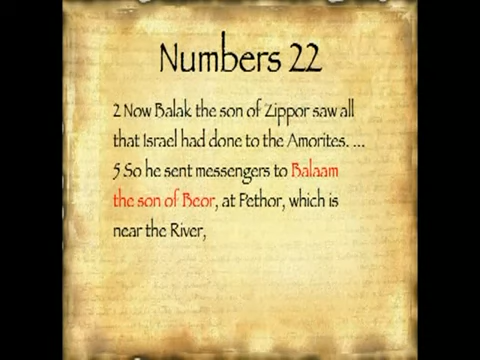 Numbers 22
2 Now Balak the son of Zippor saw all
that Israel had done to the Amorites. ...
5 So he sent messengers to Balaam
the son of Beor, at Pethor, which is
near the River,